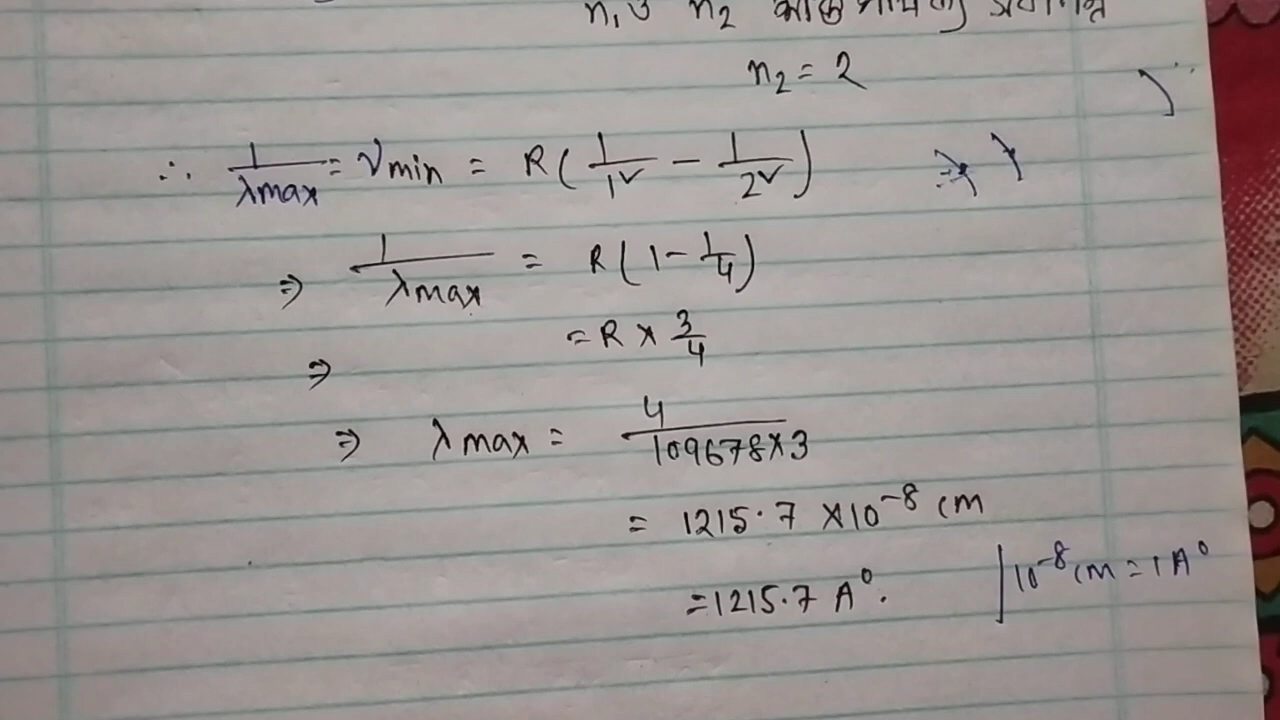 n₁ ও n₂
n₂ = 2
∴ 1/λmax = νmin = R(1/1² − 1/2²)
⇒ 1/λmax = R(1 − 1/4)
= R × 3/4
⇒
⇒ λmax = 4/109678×3
= 1215.7 × 10⁻⁸ cm
= 1215.7 A°. | 10⁻⁸ cm = 1 A°